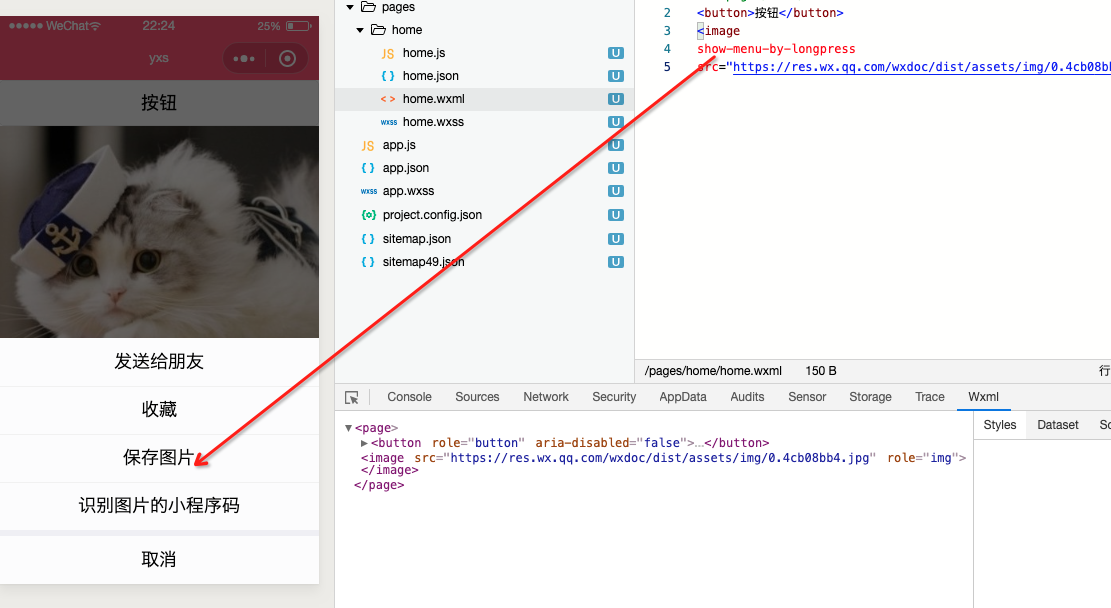 WeChat 22:24 25%
yxs
按钮
发送给朋友
收藏
保存图片
识别图片的小程序码
取消
pages
home
JS home.js U
{ } home.json U
< > home.wxml U
wxss home.wxss U
JS app.js U
{ } app.json U
wxss app.wxss U
{o} project.config.json U
{ } sitemap.json U
{ } sitemap49.json U
2 <button>按钮</button>
3 <image
4 show-menu-by-longpress
5 src="https://res.wx.qq.com/wxdoc/dist/assets/img/0.4cb08bb
/pages/home/home.wxml 150 B 行
Console Sources Network Security AppData Audits Sensor Storage Trace Wxml
<page>
<button role="button" aria-disabled="false">…</button>
<image src="https://res.wx.qq.com/wxdoc/dist/assets/img/0.4cb08bb4.jpg" role="img">
</image>
</page>
Styles Dataset Sc